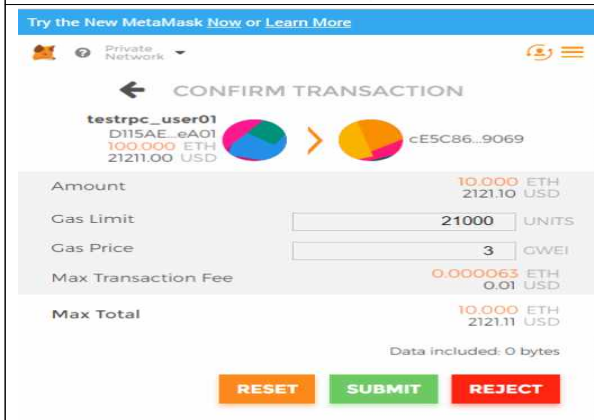 Try the New MetaMask Now or Learn More
Private
Network
CONFIRM TRANSACTION
testrpc_user01
D115AE...eA01
100.000 ETH
21211.00 USD
cE5C86...9069
Amount 10.000 ETH
2121.10 USD
Gas Limit 21000 UNITS
Gas Price 3 GWEI
Max Transaction Fee 0.000063 ETH
0.01 USD
Max Total 10.000 ETH
2121.11 USD
Data included: 0 bytes
RESET SUBMIT REJECT